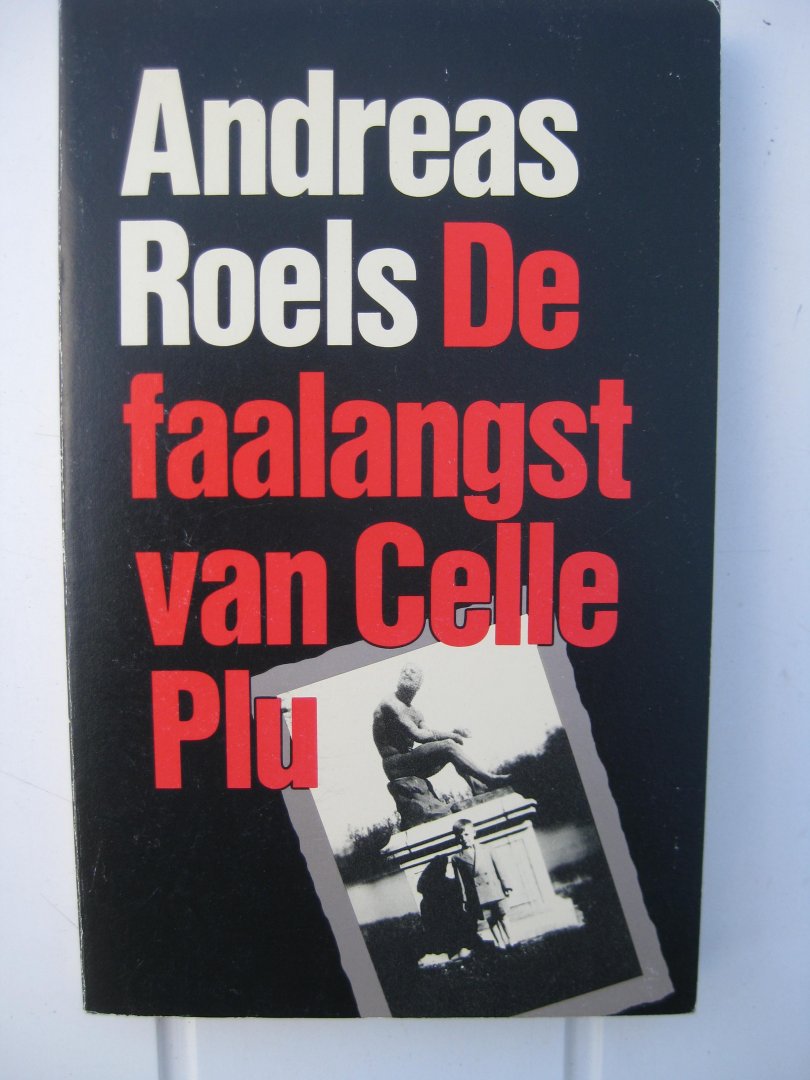 Andreas
Roels De
faalangst
van Celle
Plu